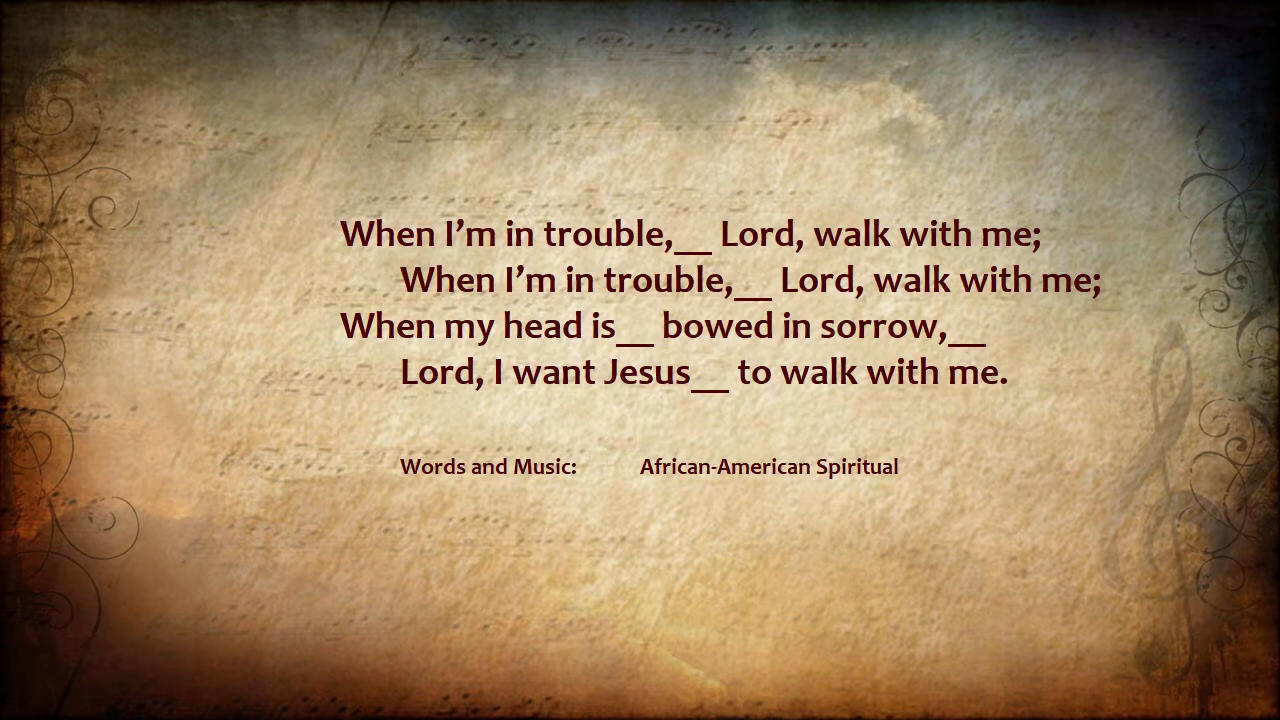 When I’m in trouble,__ Lord, walk with me;
When I’m in trouble,__ Lord, walk with me;
When my head is__ bowed in sorrow,__
Lord, I want Jesus__ to walk with me.
Words and Music: African-American Spiritual